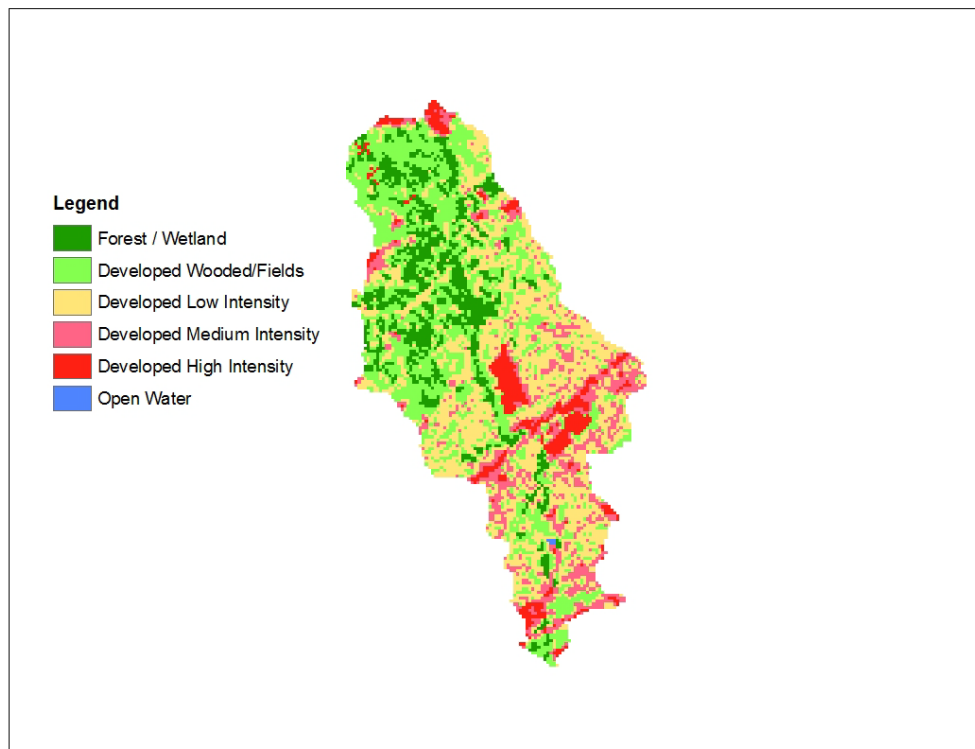 Legend
Forest / Wetland
Developed Wooded/Fields
Developed Low Intensity
Developed Medium Intensity
Developed High Intensity
Open Water